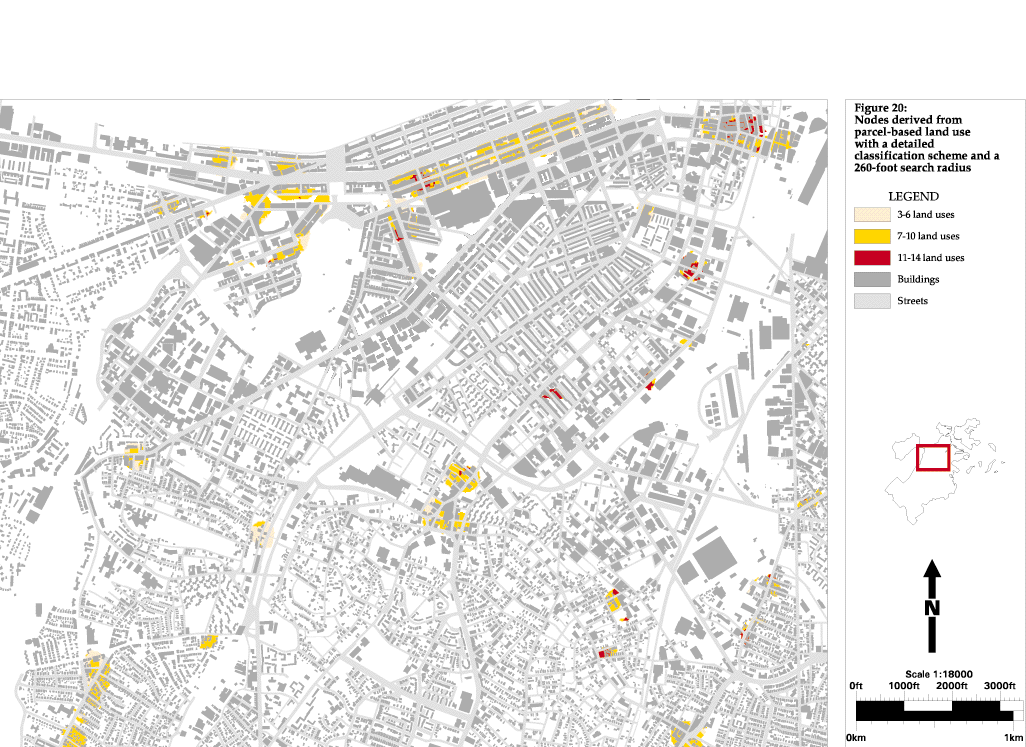 Figure 20:
Nodes derived from
parcel-based land use
with a detailed
classification scheme and a
260-foot search radius
LEGEND
3-6 land uses
7-10 land uses
11-14 land uses
Buildings
Streets
N
Scale 1:18000
0ft 1000ft 2000ft 3000ft
0km 1km